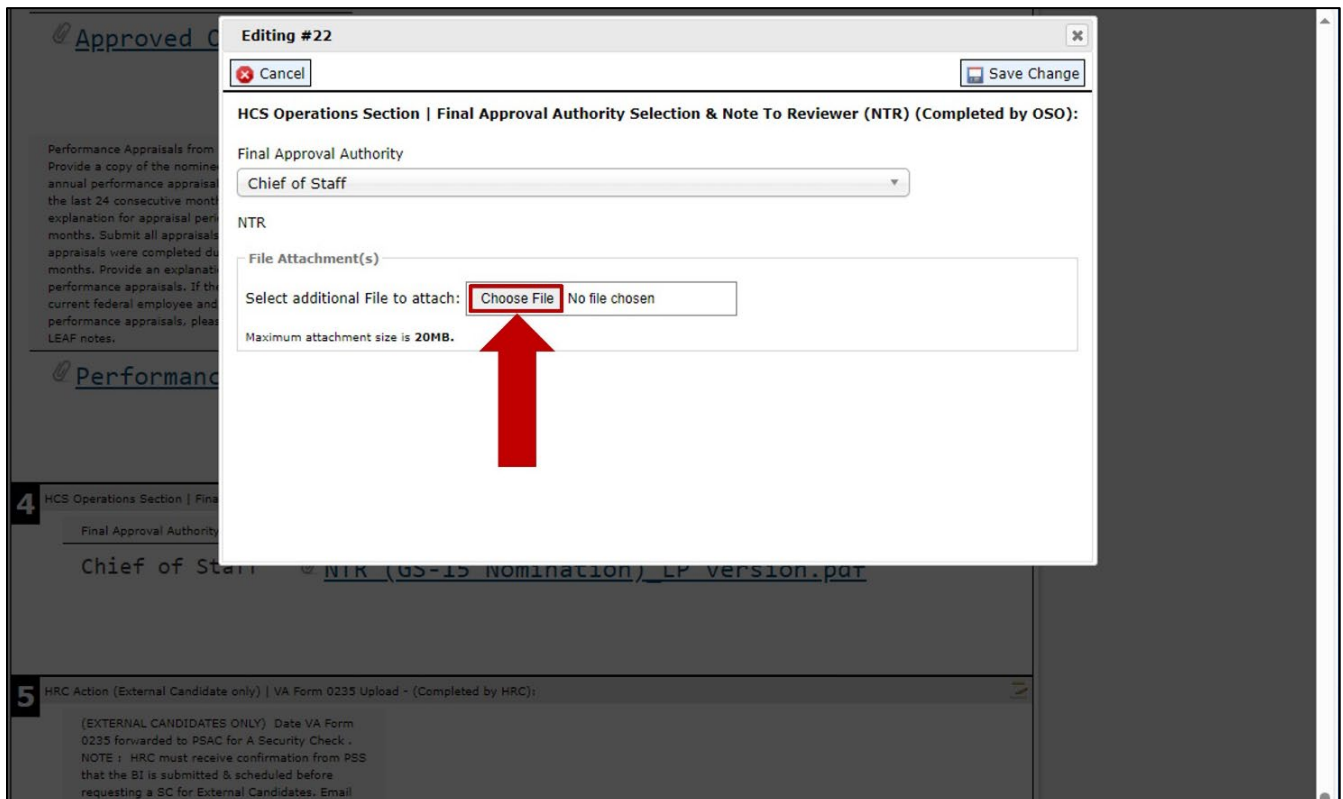 Approved C
Editing #22
Cancel
Save Change
HCS Operations Section | Final Approval Authority Selection & Note To Reviewer (NTR) (Completed by OSO):
Final Approval Authority
Chief of Staff
NTR
File Attachment(s)
Select additional File to attach: Choose File No file chosen
Maximum attachment size is 20MB.
Performance Appraisals from
Provide a copy of the nomine
annual performance appraisal
the last 24 consecutive mont
explanation for appraisal peri
months. Submit all appraisals
appraisals were completed du
months. Provide an explanati
performance appraisals. If the
current federal employee and
performance appraisals, pleas
LEAF notes.
Performanc
4 HCS Operations Section | Fina
Final Approval Authority
Chief of Staff NTR (GS-15 Nomination)_LP version.pdf
5 HRC Action (External Candidate only) | VA Form 0235 Upload - (Completed by HRC):
(EXTERNAL CANDIDATES ONLY) Date VA Form
0235 forwarded to PSAC for A Security Check .
NOTE : HRC must receive confirmation from PSS
that the BI is submitted & scheduled before
requesting a SC for External Candidates. Email